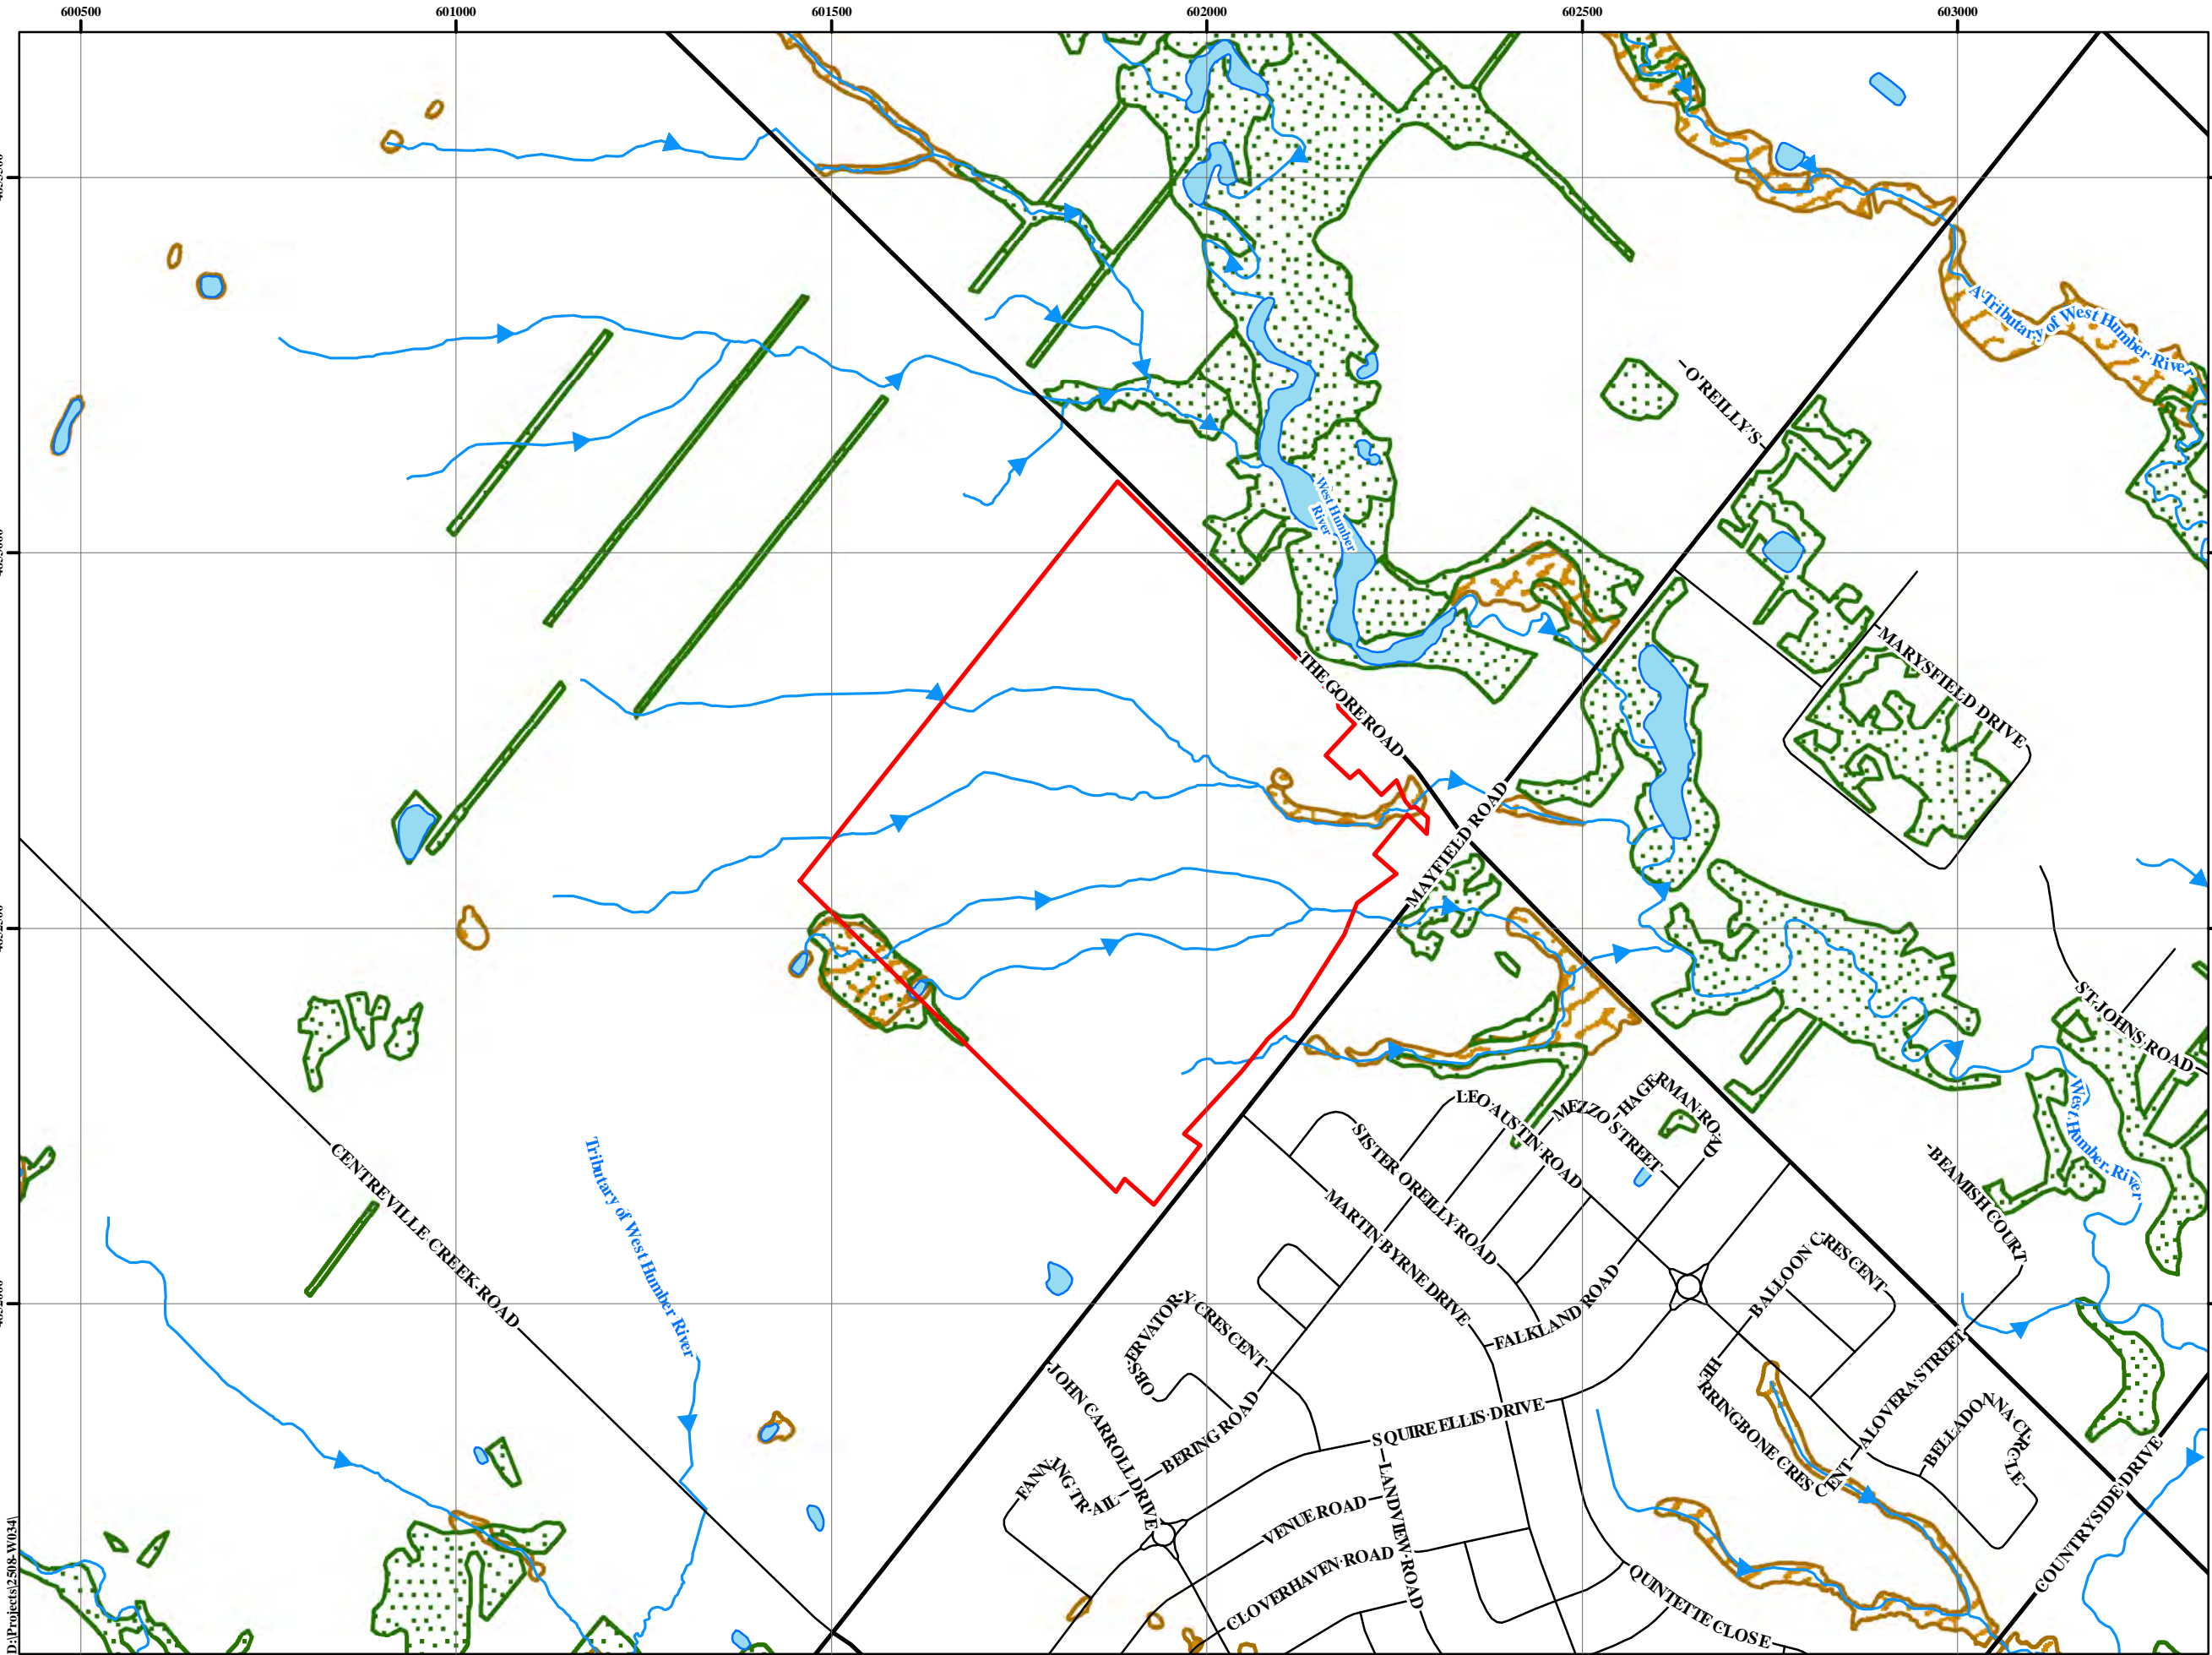 600500
601000
601500
602000
602500
603000
A Tributary of West Humber River
O'REILLY'S
West Humber
River
MARYSFIELD DRIVE
THE GORE ROAD
MAYFIELD ROAD
ST JOHNS ROAD
West Humber River
LEO AUSTIN ROAD
MEZZO STREET
HAGERMAN ROAD
SISTER OREILLY ROAD
MARTIN BYRNE DRIVE
BEAMISH COURT
CENTREVILLE CREEK ROAD
Tributary of West Humber River
BALLOON CRESCENT
FALKLAND ROAD
OBSERVATORY CRESCENT
JOHN CARROLL DRIVE
BERING ROAD
SQUIRE ELLIS DRIVE
HERRINGBONE CRESCENT
ALOVERA STREET
BELLADONNA CIRCLE
FANNING TRAIL
VENUE ROAD
LANDVIEW ROAD
CLOVERHAVEN ROAD
QUINTETTE CLOSE
COUNTRYSIDE DRIVE
D:\Projects\2508-W034\